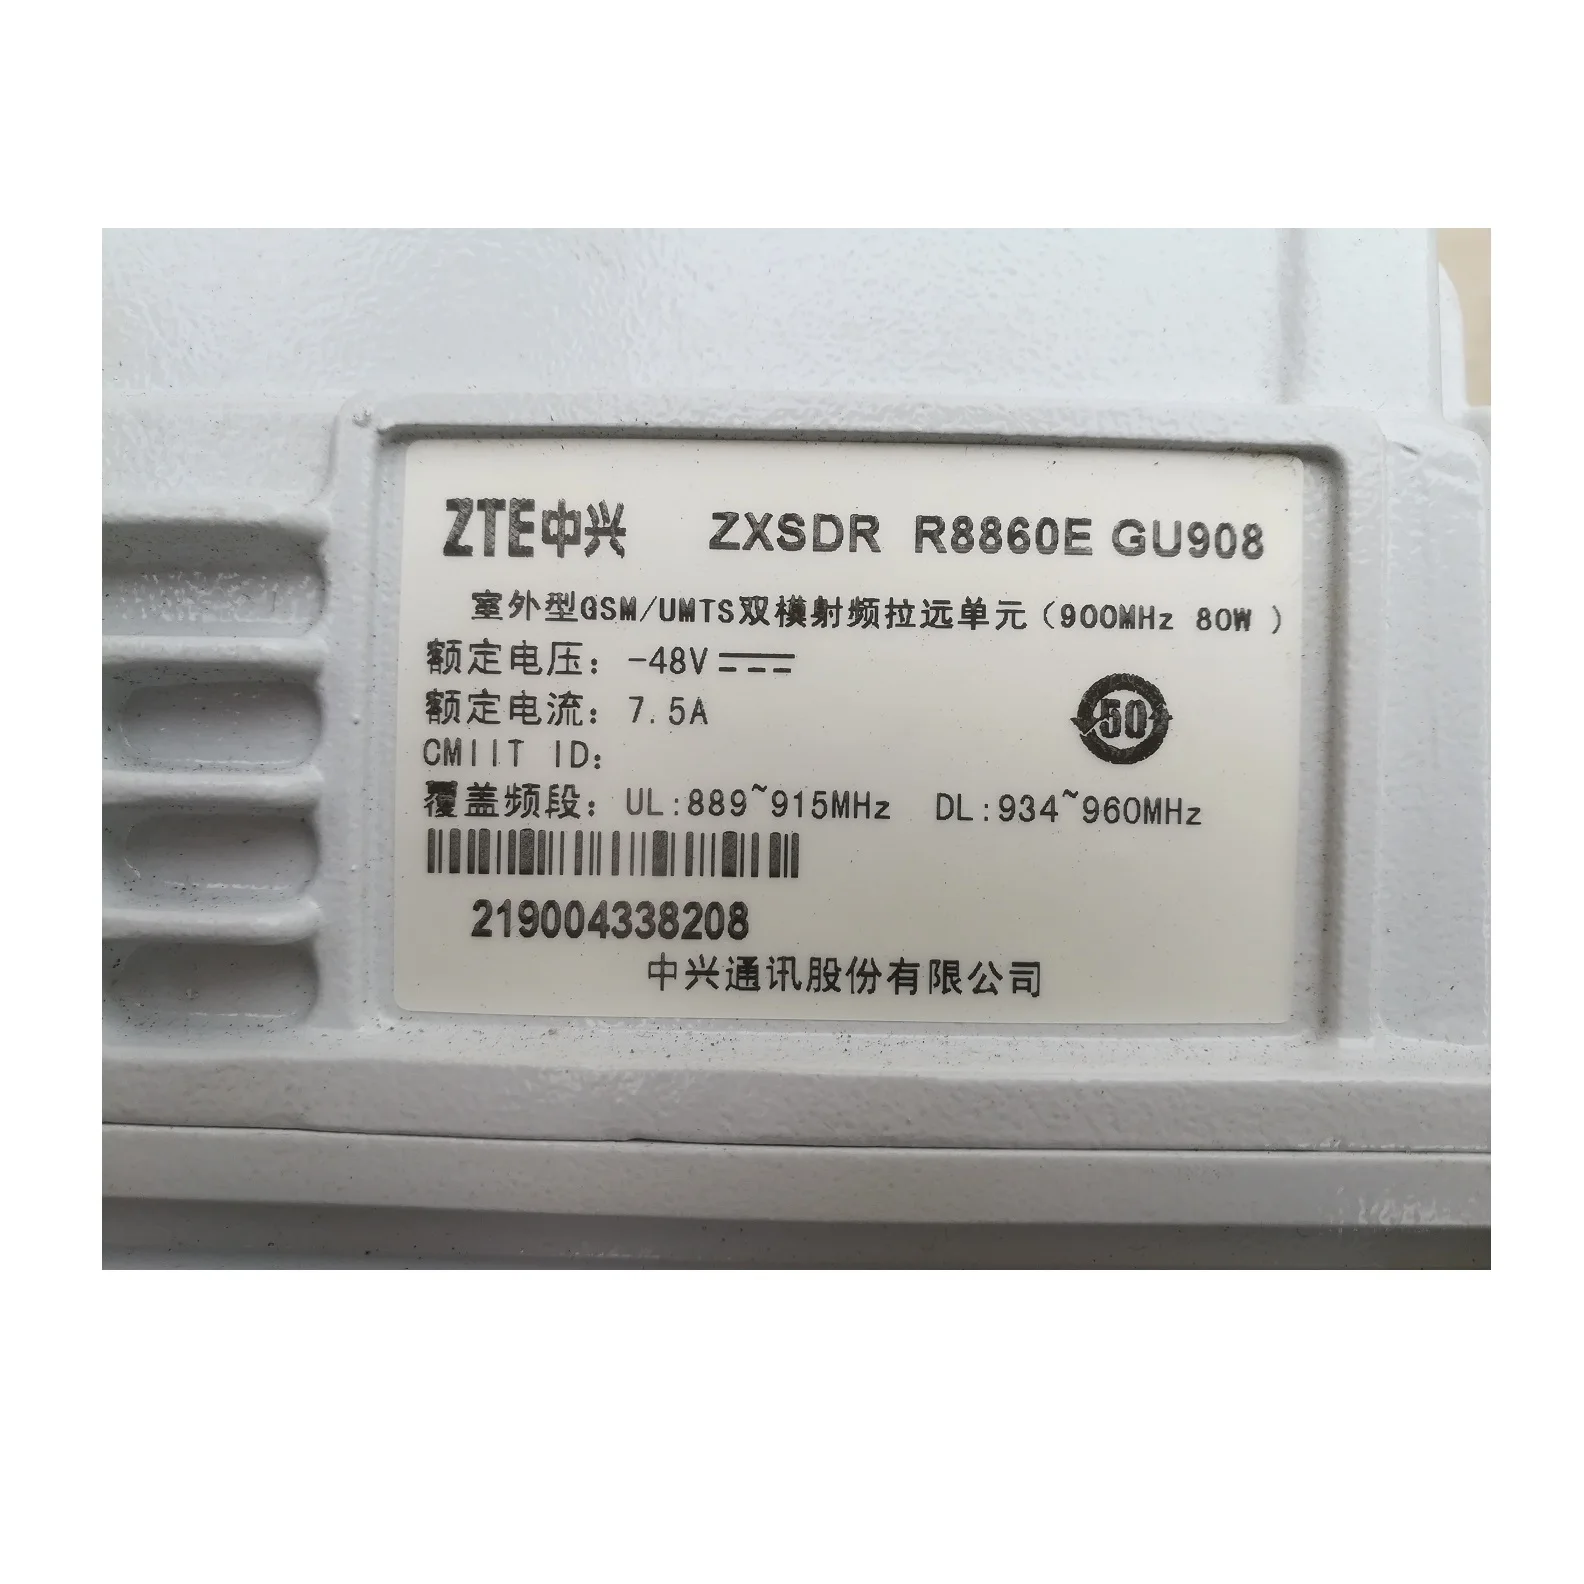 ZTE中兴 ZXSDR R8860E GU908
室外型GSM/UMTS双模射频拉远单元（900MHz 80W ）
额定电压：-48V
额定电流：7.5A
50
CMIIT ID:
覆盖频段：UL:889~915MHz DL:934~960MHz
219004338208
中兴通讯股份有限公司